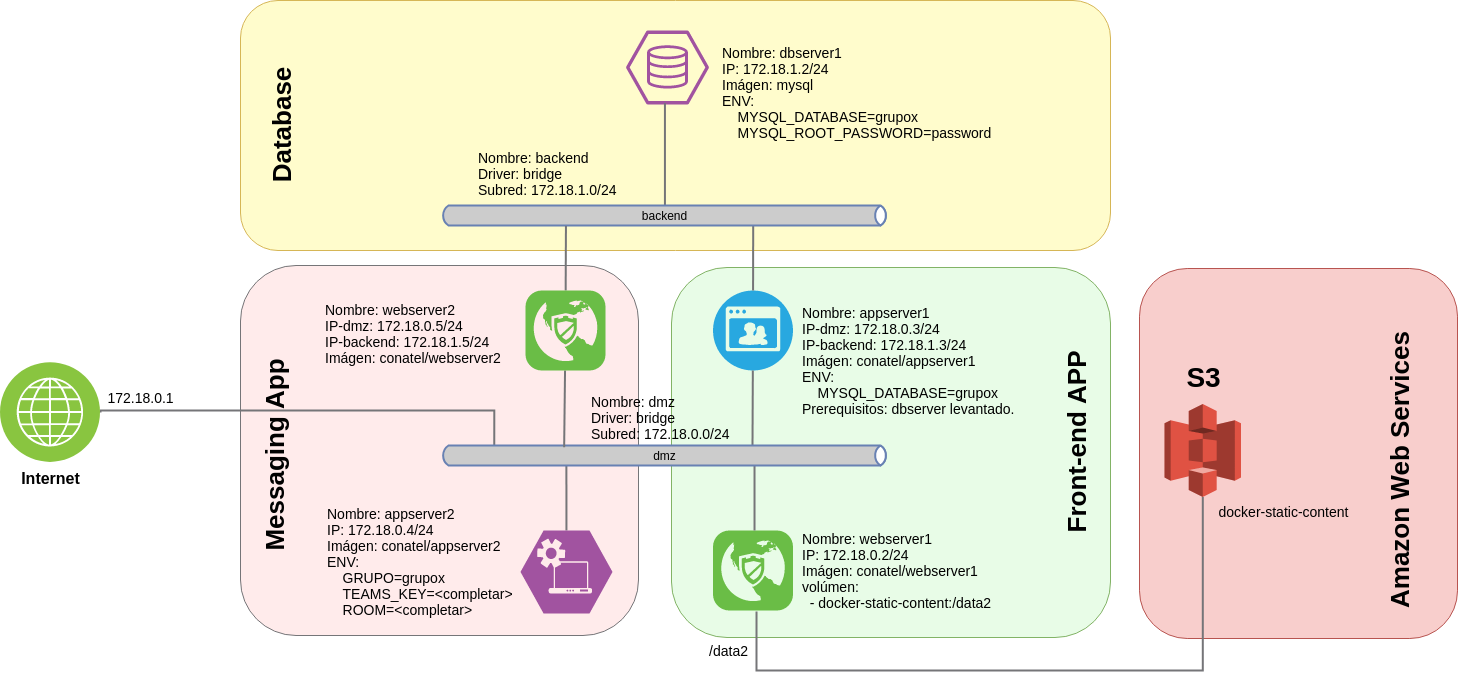 Database
Nombre: dbserver1
IP: 172.18.1.2/24
Imágen: mysql
ENV:
MYSQL_DATABASE=grupox
MYSQL_ROOT_PASSWORD=password
Nombre: backend
Driver: bridge
Subred: 172.18.1.0/24
backend
Messaging App
Nombre: webserver2
IP-dmz: 172.18.0.5/24
IP-backend: 172.18.1.5/24
Imágen: conatel/webserver2
Nombre: appserver1
IP-dmz: 172.18.0.3/24
IP-backend: 172.18.1.3/24
Imágen: conatel/appserver1
ENV:
MYSQL_DATABASE=grupox
Prerequisitos: dbserver levantado.
Front-end APP
172.18.0.1
Internet
Nombre: dmz
Driver: bridge
Subred: 172.18.0.0/24
dmz
Nombre: appserver2
IP: 172.18.0.4/24
Imágen: conatel/appserver2
ENV:
GRUPO=grupox
TEAMS_KEY=<completar>
ROOM=<completar>
Nombre: webserver1
IP: 172.18.0.2/24
Imágen: conatel/webserver1
volúmen:
- docker-static-content:/data2
/data2
S3
docker-static-content
Amazon Web Services